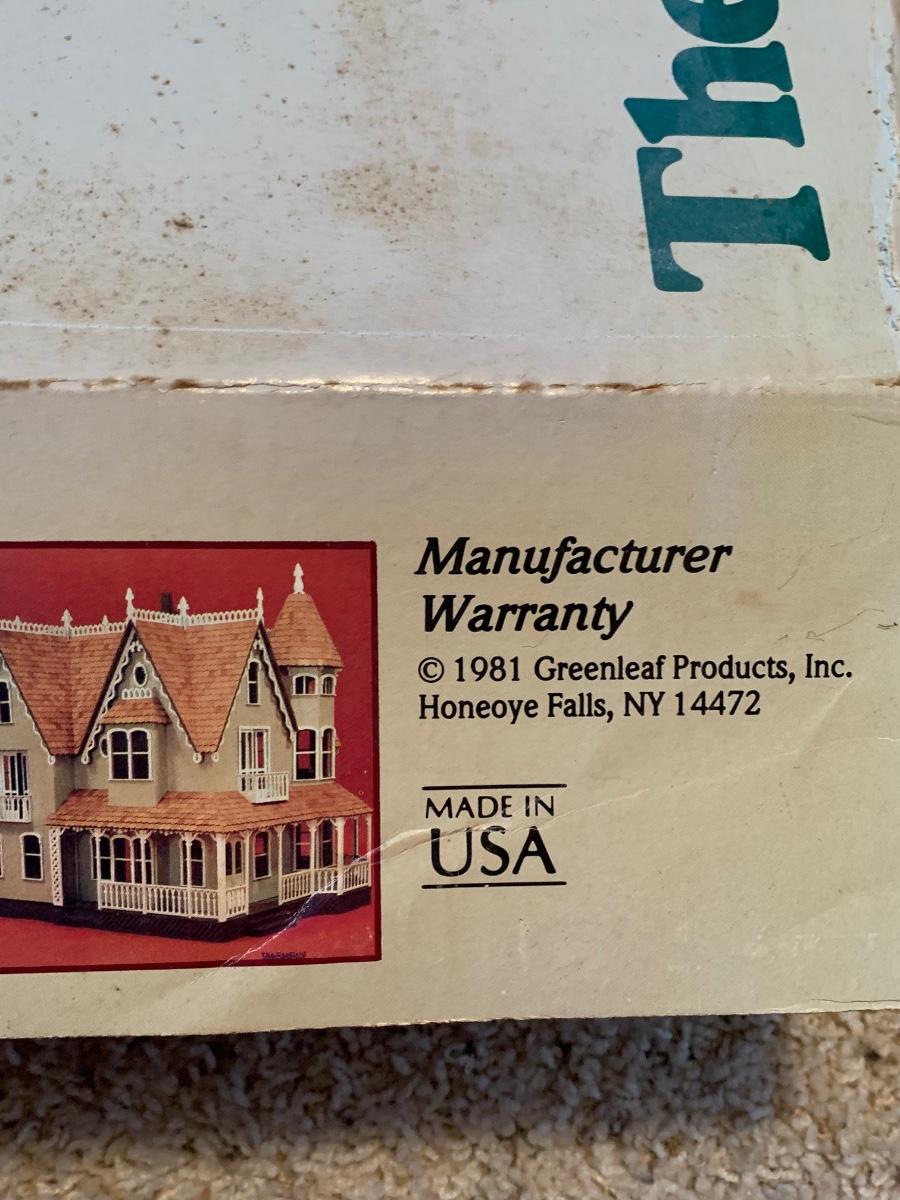 The
Manufacturer
Warranty
© 1981 Greenleaf Products, Inc.
Honeoye Falls, NY 14472
MADE IN
USA